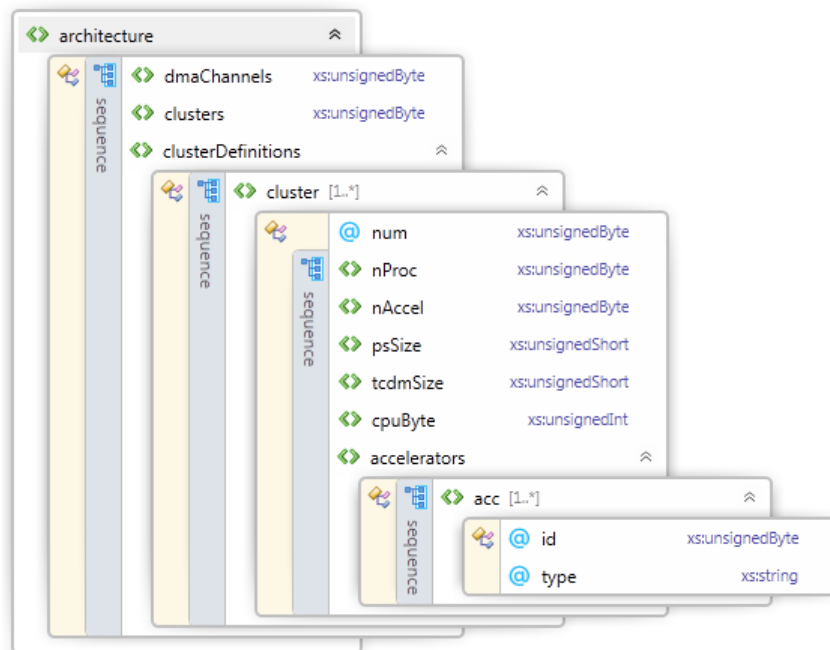 architecture
sequence
dmaChannels xs:unsignedByte
clusters xs:unsignedByte
clusterDefinitions
sequence
cluster [1..*]
sequence
@ num xs:unsignedByte
nProc xs:unsignedByte
nAccel xs:unsignedByte
psSize xs:unsignedShort
tcdmSize xs:unsignedShort
cpuByte xs:unsignedInt
accelerators
sequence
acc [1..*]
@ id xs:unsignedByte
@ type xs:string